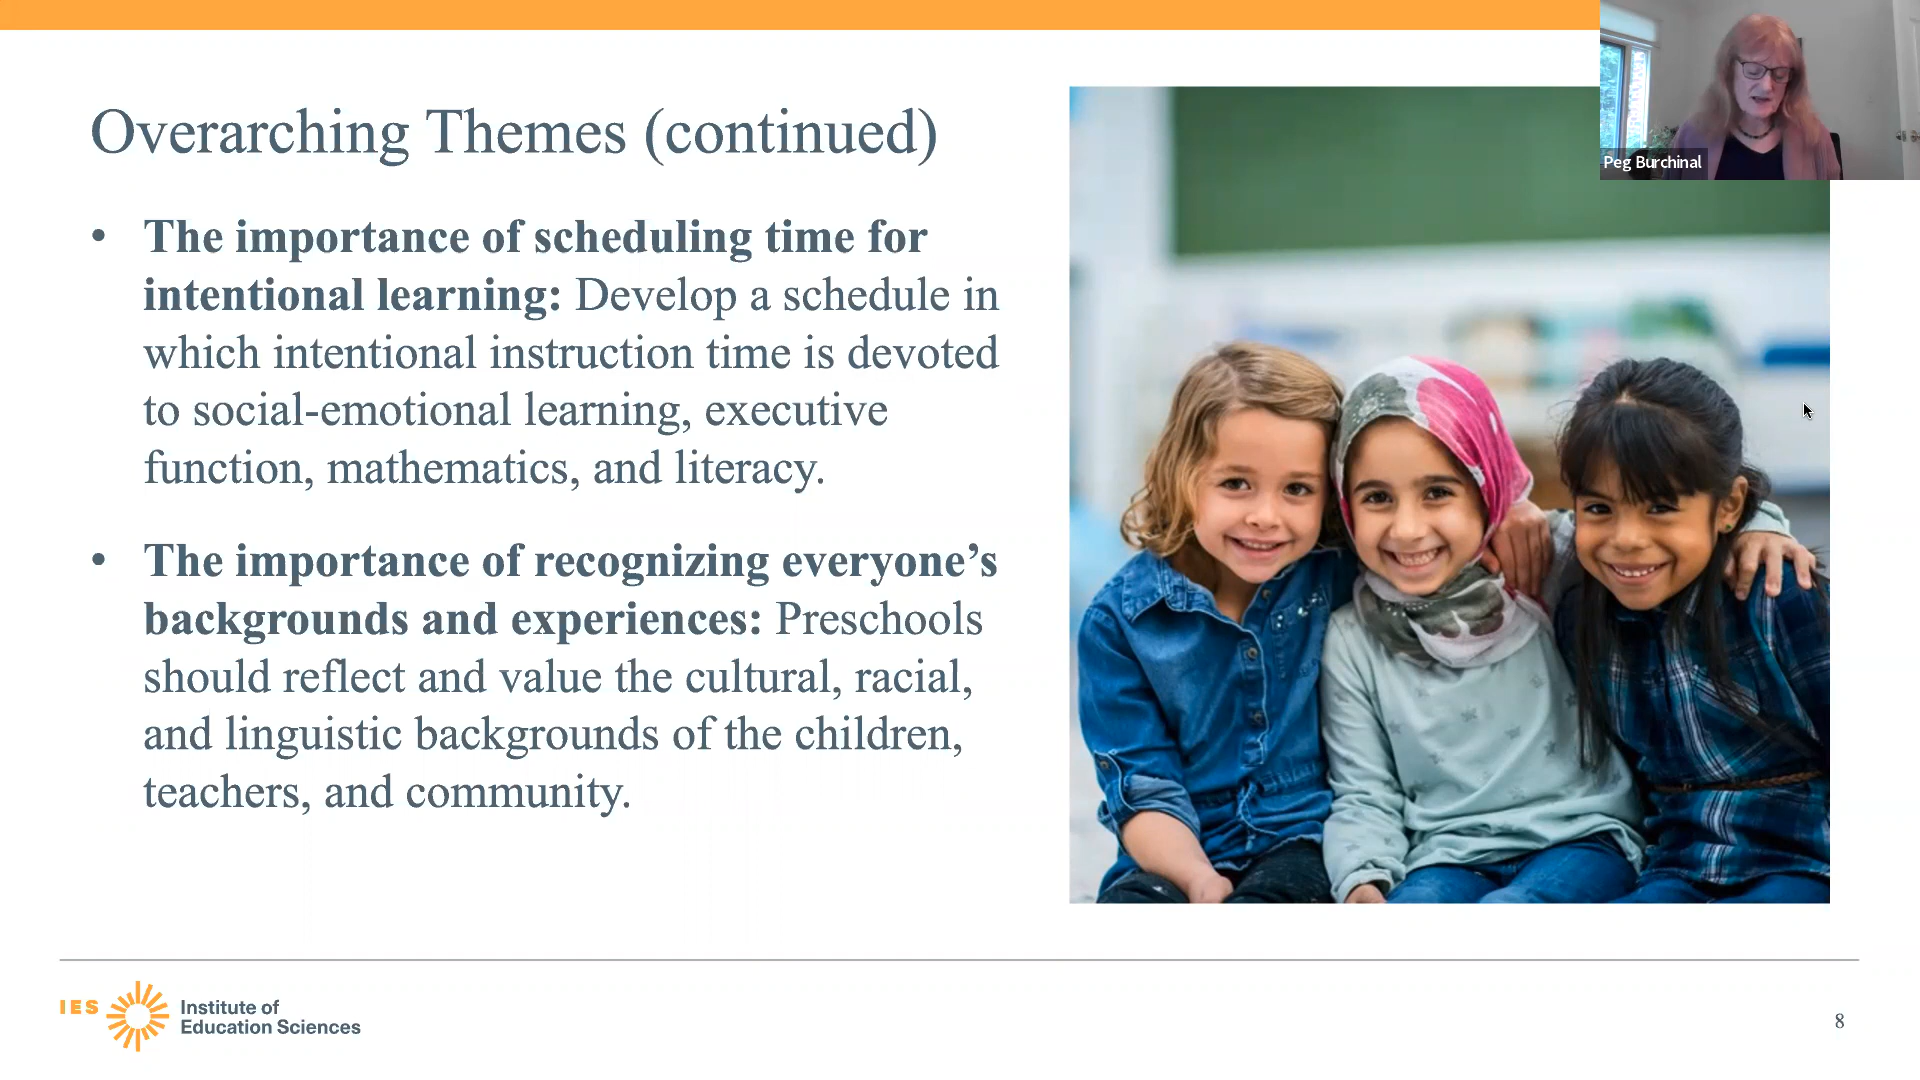 Overarching Themes (continued)
• The importance of scheduling time for
intentional learning: Develop a schedule in
which intentional instruction time is devoted
to social-emotional learning, executive
function, mathematics, and literacy.
• The importance of recognizing everyone’s
backgrounds and experiences: Preschools
should reflect and value the cultural, racial,
and linguistic backgrounds of the children,
teachers, and community.
Peg Burchinal
IES
Institute of
Education Sciences
8